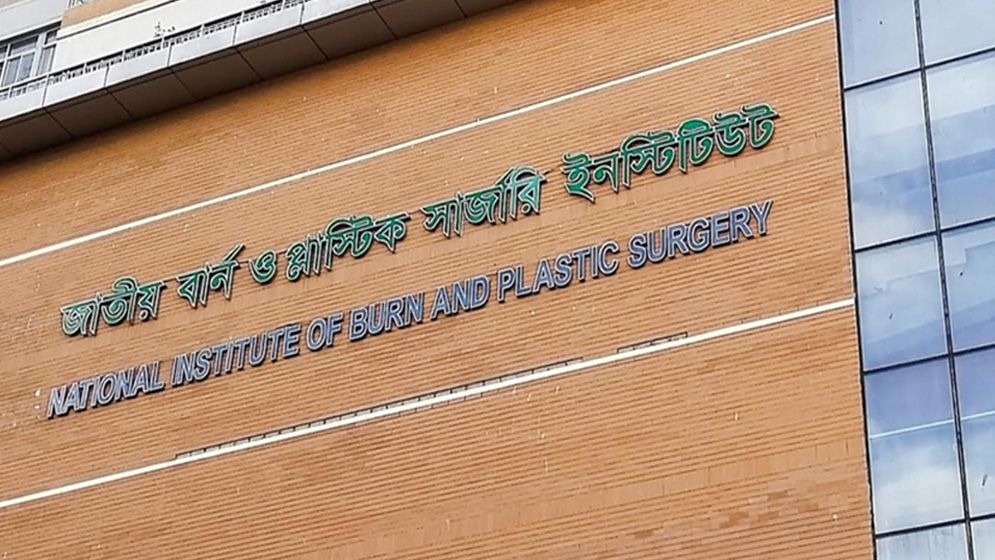 জাতীয় বার্ন ও প্লাস্টিক সার্জারি ইনস্টিটিউট
NATIONAL INSTITUTE OF BURN AND PLASTIC SURGERY